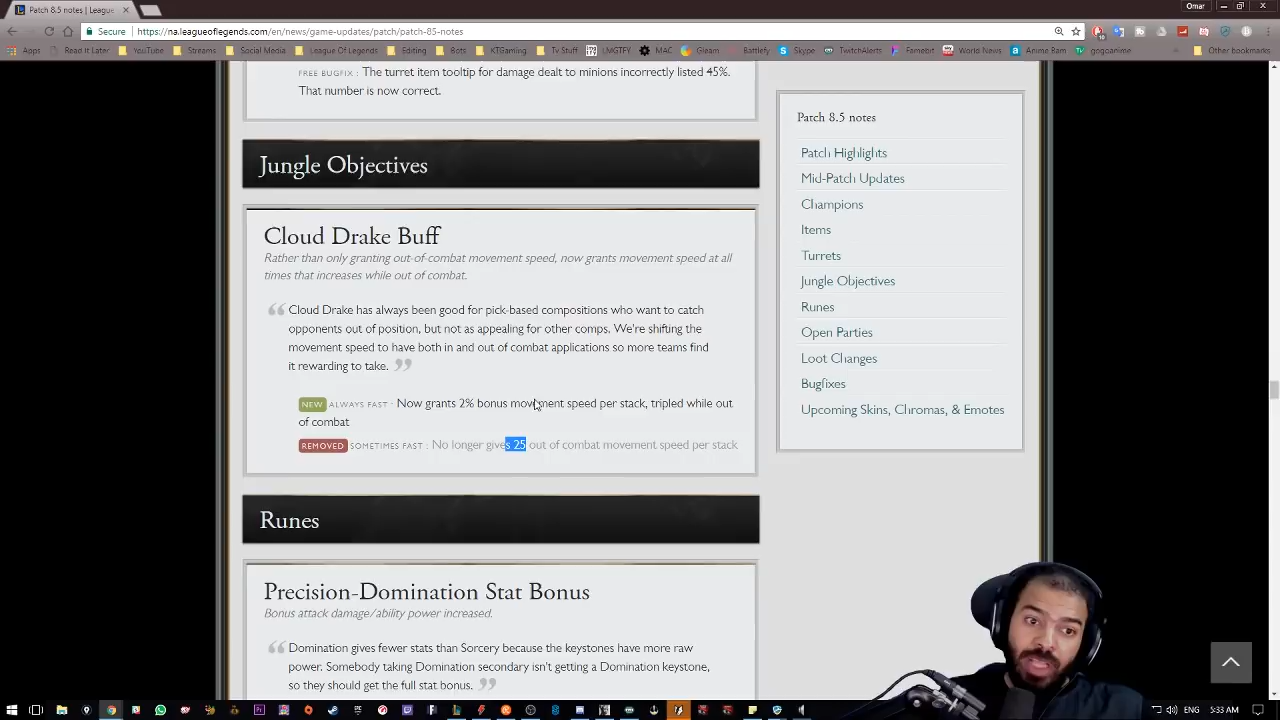 Patch 8.5 notes | League
Omar
Secure
https://na.leagueoflegends.com/en/news/game-updates/patch/patch-85-notes
Apps
Read It Later
YouTube
Streams
Social Media
League Of Legends
Editing
Bots
KTGaming
Tv Stuff
LMGTFY
MAC
Gleam
Battlefy
Skype
TwitchAlerts
Famebit
World News
Anime Bam
gogoanime
Other bookmarks
FREE BUGFIX : The turret item tooltip for damage dealt to minions incorrectly listed 45%.
That number is now correct.
Jungle Objectives
Cloud Drake Buff
Rather than only granting out-of-combat movement speed, now grants movement speed at all
times that increases while out of combat.
“ Cloud Drake has always been good for pick-based compositions who want to catch
opponents out of position, but not as appealing for other comps. We're shifting the
movement speed to have both in and out of combat applications so more teams find
it rewarding to take. ”
NEW ALWAYS FAST : Now grants 2% bonus movement speed per stack, tripled while out
of combat
REMOVED SOMETIMES FAST : No longer gives 25 out of combat movement speed per stack
Runes
Precision-Domination Stat Bonus
Bonus attack damage/ability power increased.
“ Domination gives fewer stats than Sorcery because the keystones have more raw
power. Somebody taking Domination secondary isn't getting a Domination keystone,
so they should get the full stat bonus. ”
Patch 8.5 notes
Patch Highlights
Mid-Patch Updates
Champions
Items
Turrets
Jungle Objectives
Runes
Open Parties
Loot Changes
Bugfixes
Upcoming Skins, Chromas, & Emotes
ENG
5:33 AM